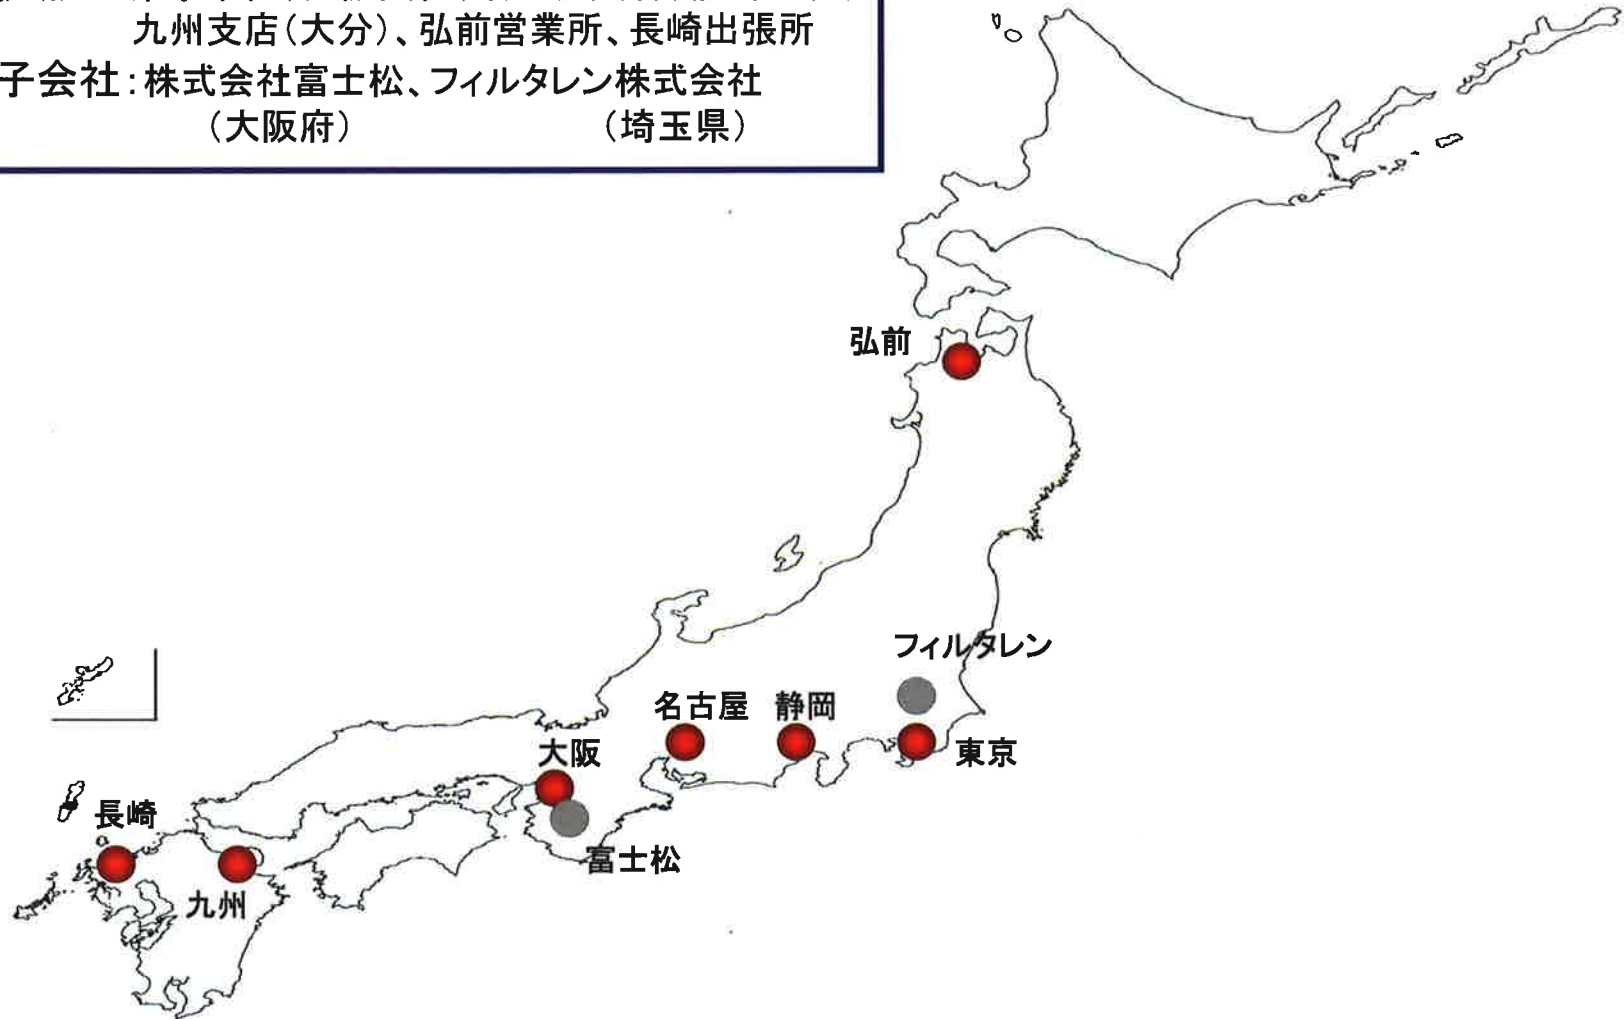 九州支店（大分）、弘前営業所、長崎出張所
子会社：株式会社富士松、フィルタレン株式会社
（大阪府）　（埼玉県）
弘前
フィルタレン
名古屋
静岡
東京
大阪
長崎
富士松
九州